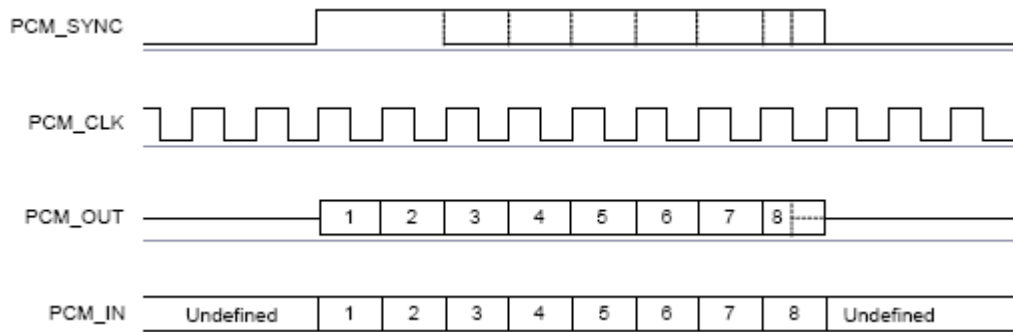 PCM_SYNC
PCM_CLK
PCM_OUT 1 2 3 4 5 6 7 8
PCM_IN Undefined 1 2 3 4 5 6 7 8 Undefined